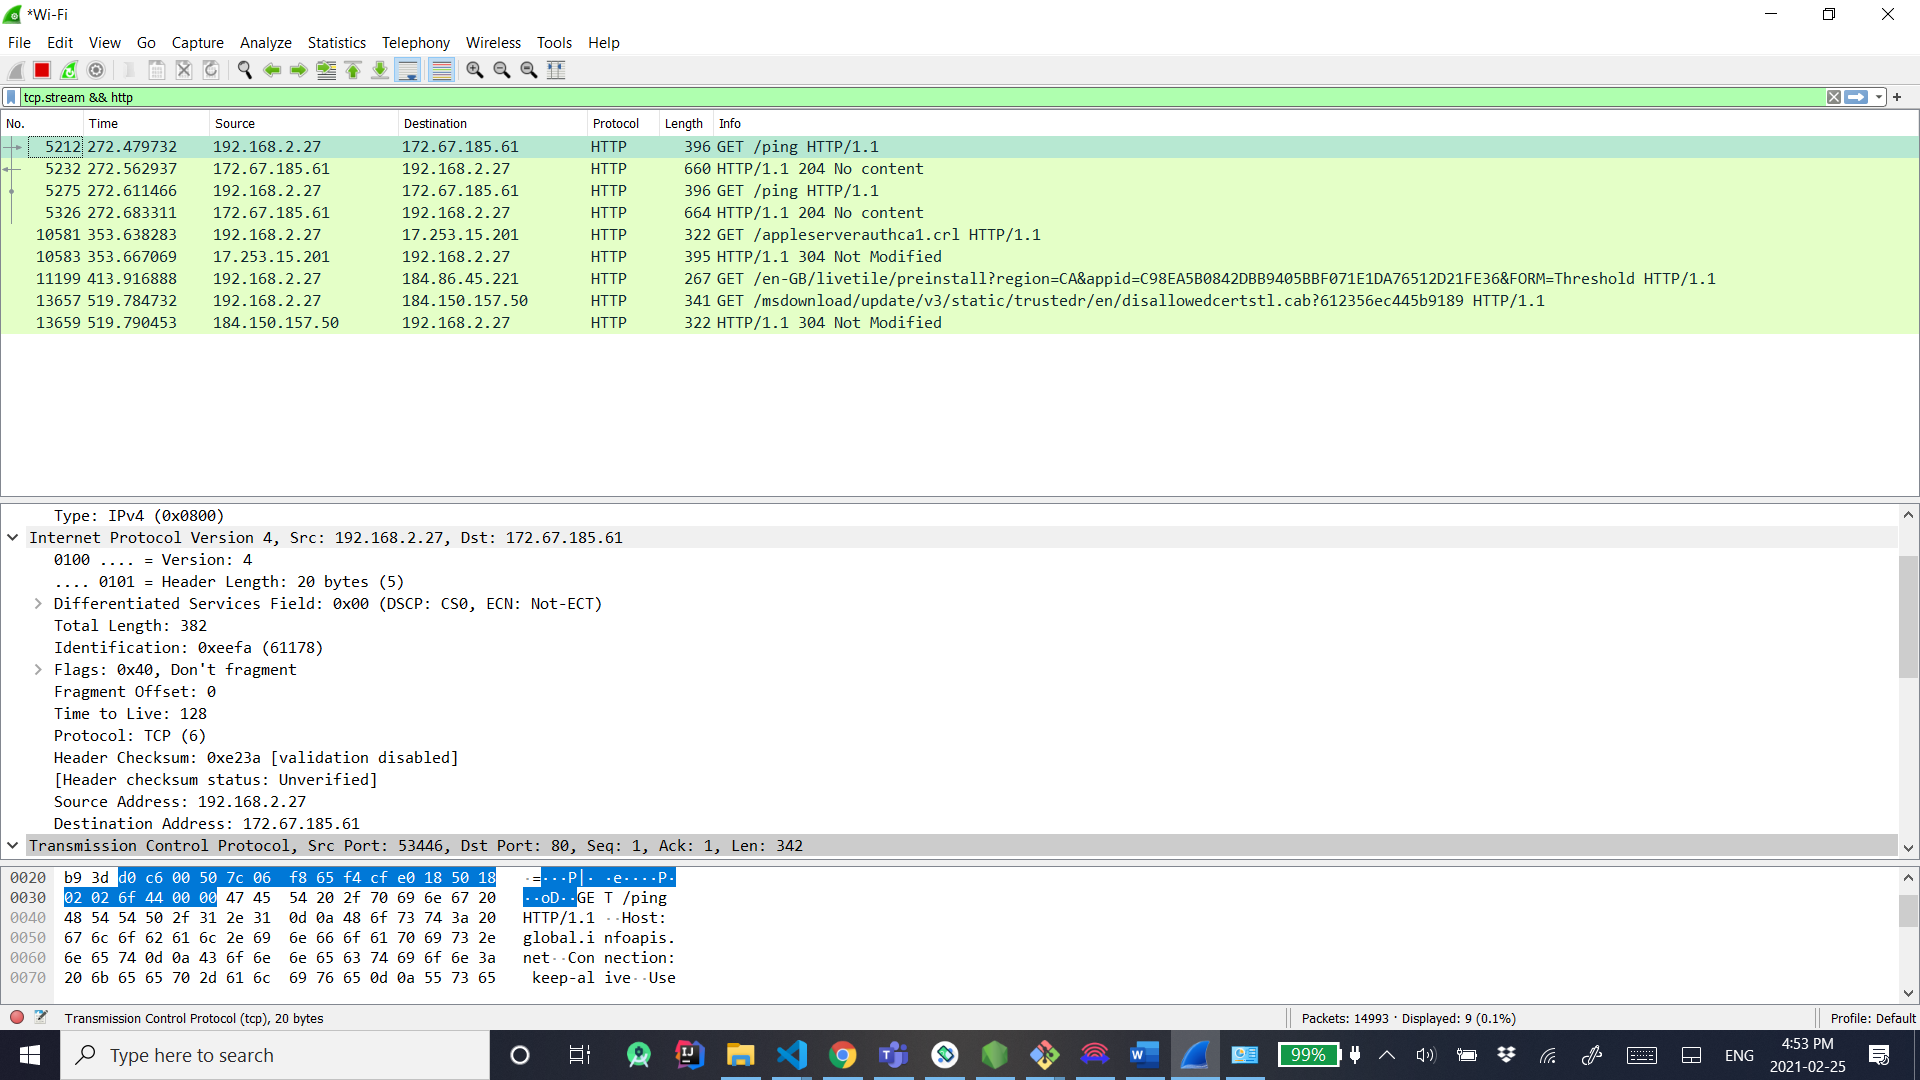 *Wi-Fi
File Edit View Go Capture Analyze Statistics Telephony Wireless Tools Help
tcp.stream && http
No. Time Source Destination Protocol Length Info
5212 272.479732 192.168.2.27 172.67.185.61 HTTP 396 GET /ping HTTP/1.1
5232 272.562937 172.67.185.61 192.168.2.27 HTTP 660 HTTP/1.1 204 No content
5275 272.611466 192.168.2.27 172.67.185.61 HTTP 396 GET /ping HTTP/1.1
5326 272.683311 172.67.185.61 192.168.2.27 HTTP 664 HTTP/1.1 204 No content
10581 353.638283 192.168.2.27 17.253.15.201 HTTP 322 GET /appleserverauthca1.crl HTTP/1.1
10583 353.667069 17.253.15.201 192.168.2.27 HTTP 395 HTTP/1.1 304 Not Modified
11199 413.916888 192.168.2.27 184.86.45.221 HTTP 267 GET /en-GB/livetile/preinstall?region=CA&appid=C98EA5B0842DBB9405BBF071E1DA76512D21FE36&FORM=Threshold HTTP/1.1
13657 519.784732 192.168.2.27 184.150.157.50 HTTP 341 GET /msdownload/update/v3/static/trustedr/en/disallowedcertstl.cab?612356ec445b9189 HTTP/1.1
13659 519.790453 184.150.157.50 192.168.2.27 HTTP 322 HTTP/1.1 304 Not Modified
Type: IPv4 (0x0800)
Internet Protocol Version 4, Src: 192.168.2.27, Dst: 172.67.185.61
0100 .... = Version: 4
.... 0101 = Header Length: 20 bytes (5)
Differentiated Services Field: 0x00 (DSCP: CS0, ECN: Not-ECT)
Total Length: 382
Identification: 0xeefa (61178)
Flags: 0x40, Don't fragment
Fragment Offset: 0
Time to Live: 128
Protocol: TCP (6)
Header Checksum: 0xe23a [validation disabled]
[Header checksum status: Unverified]
Source Address: 192.168.2.27
Destination Address: 172.67.185.61
Transmission Control Protocol, Src Port: 53446, Dst Port: 80, Seq: 1, Ack: 1, Len: 342
0020 b9 3d d0 c6 00 50 7c 06 f8 65 f4 cf e0 18 50 18 ·=···P|· ·e····P·
0030 02 02 6f 44 00 00 47 45 54 20 2f 70 69 6e 67 20 ··oD··GE T /ping
0040 48 54 54 50 2f 31 2e 31 0d 0a 48 6f 73 74 3a 20 HTTP/1.1 ··Host:
0050 67 6c 6f 62 61 6c 2e 69 6e 66 6f 61 70 69 73 2e global.i nfoapis.
0060 6e 65 74 0d 0a 43 6f 6e 6e 65 63 74 69 6f 6e 3a net··Con nection:
0070 20 6b 65 65 70 2d 61 6c 69 76 65 0d 0a 55 73 65 keep-al ive··Use
Transmission Control Protocol (tcp), 20 bytes Packets: 14993 · Displayed: 9 (0.1%) Profile: Default
Type here to search 99% ENG 4:53 PM
2021-02-25